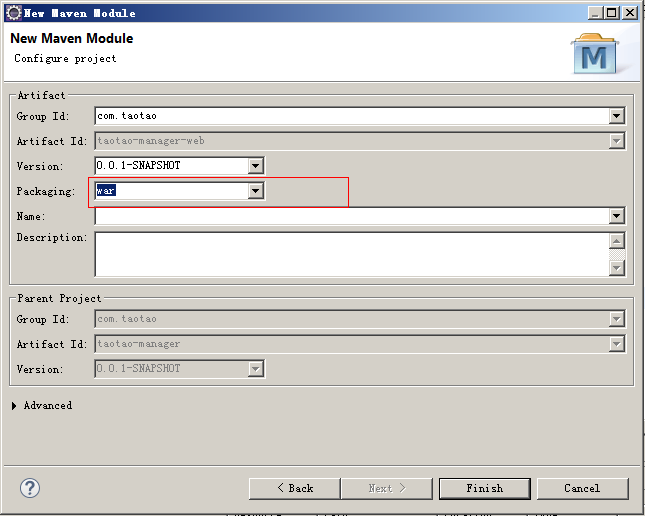 New Maven Module
New Maven Module
Configure project
M
Artifact
Group Id: com.taotao
Artifact Id: taotao-manager-web
Version: 0.0.1-SNAPSHOT
Packaging: war
Name:
Description:
Parent Project
Group Id: com.taotao
Artifact Id: taotao-manager
Version: 0.0.1-SNAPSHOT
Advanced
? < Back Next > Finish Cancel